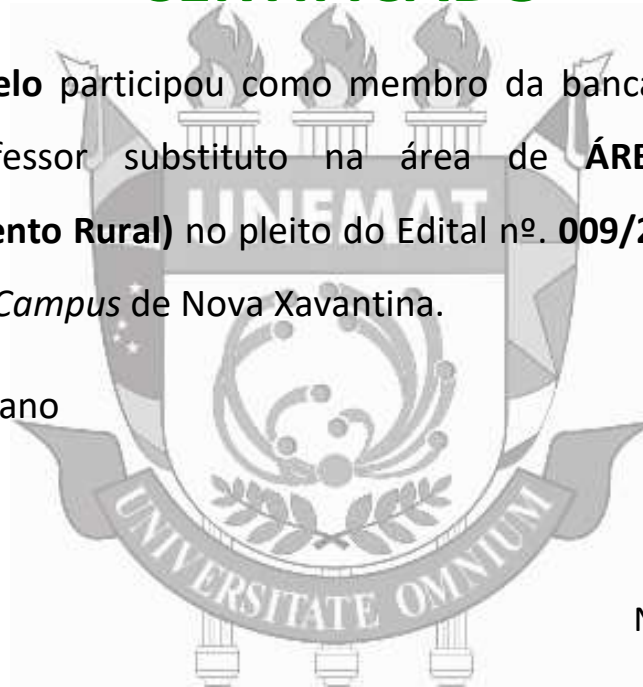 CERTIFICADO
elo participou como membro da banca
fessor substituto na área de ÁRE
ento Rural) no pleito do Edital nº. 009/2
Campus de Nova Xavantina.
ano
UNEMAT
UNIVERSITATE OMNIUM
N